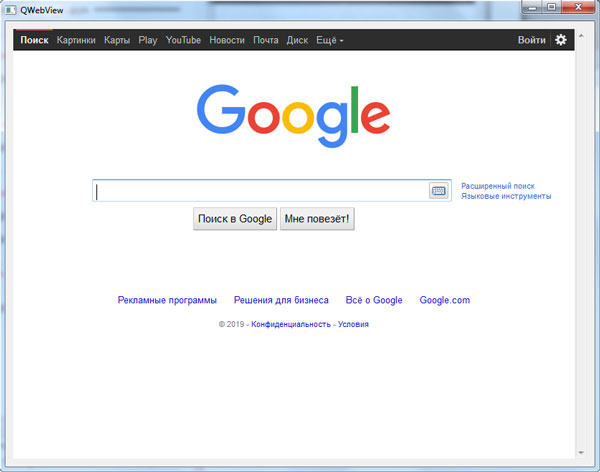 QWebView
Поиск Картинки Карты Play YouTube Новости Почта Диск Ещё Войти
Google
Расширенный поиск
Языковые инструменты
Поиск в Google Мне повезёт!
Рекламные программы Решения для бизнеса Всё о Google Google.com
© 2019 - Конфиденциальность - Условия